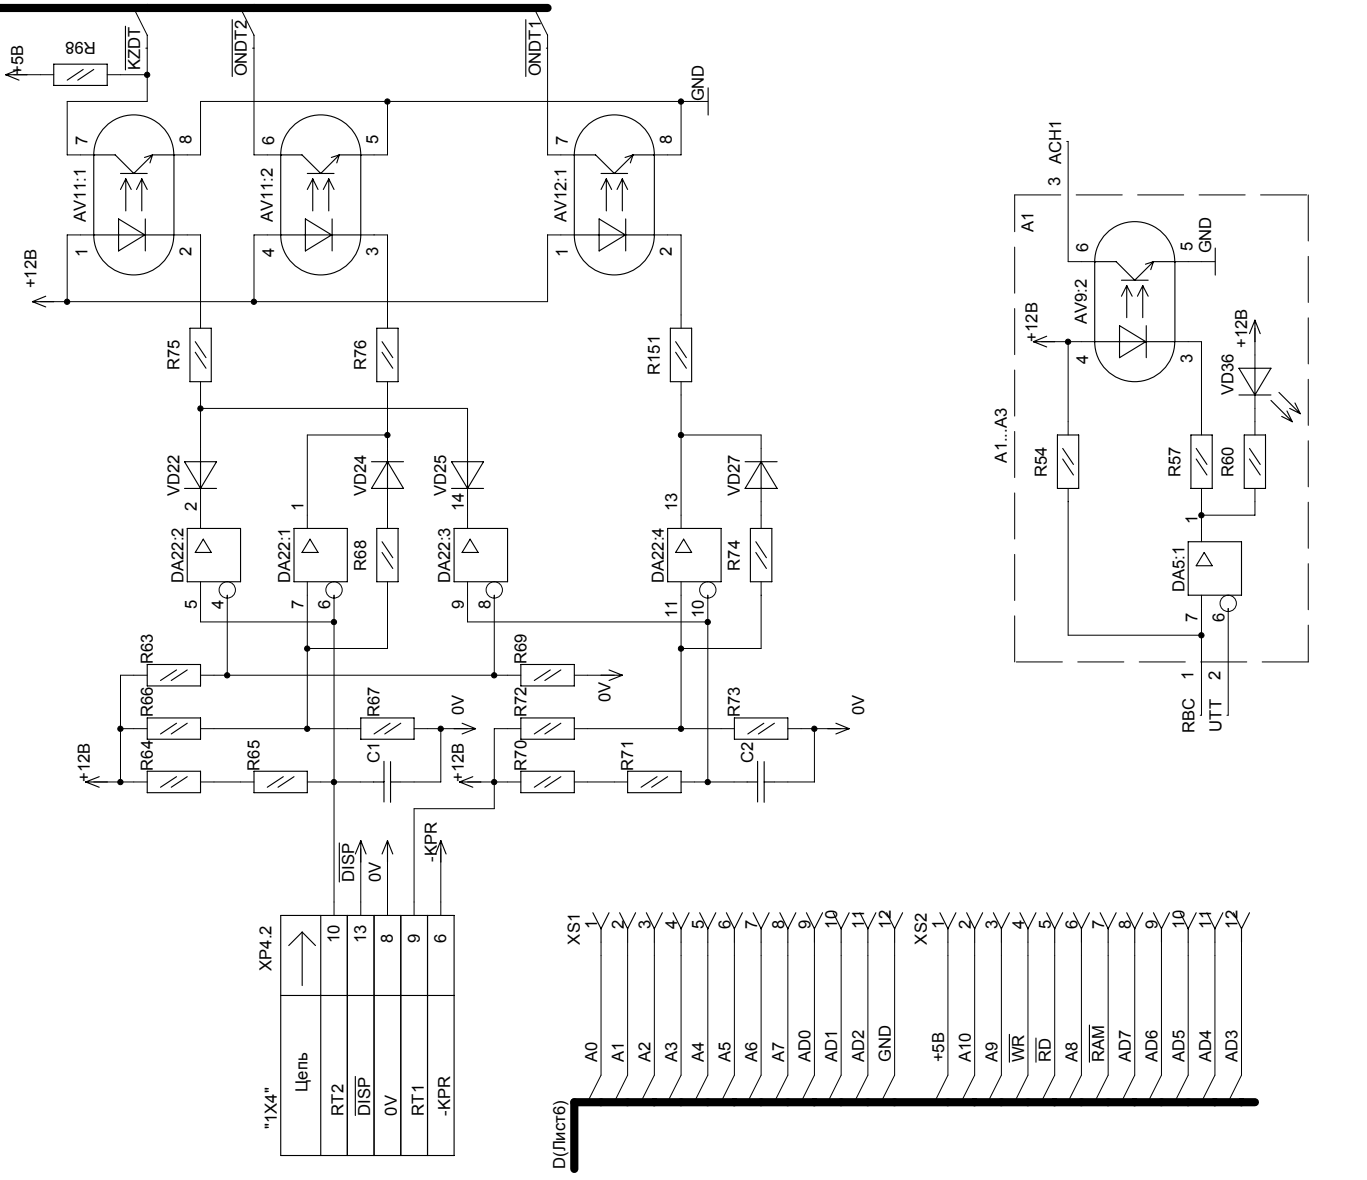 +5В
R98
KZDT
ONDT2
ONDT1
GND
7
8
6
5
7
8
AV11:1
AV11:2
AV12:1
1
2
4
3
1
2
+12В
R75
R76
R151
VD22
VD24
VD25
VD27
2
1
14
13
DA22:2
DA22:1
R68
DA22:3
DA22:4
R74
5
4
7
6
9
8
11
10
R63
R69
0V
R66
R67
0V
R72
R73
0V
+12В
R64
R65
C1
+12В
R70
R71
C2
DISP
0V
-KPR
"1X4"
XP4.2
Цепь
RT2
10
DISP
13
0V
8
RT1
9
-KPR
6
ACH1
3
A1
6
5
GND
AV9:2
+12В
4
3
VD36
+12В
A1...A3
R54
R57
R60
1
DA5:1
7
6
RBC
1
UTT
2
XS1
A0
1
A1
2
A2
3
A3
4
A4
5
A5
6
A6
7
A7
8
AD0
9
AD1
10
AD2
11
GND
12
XS2
+5В
1
A10
2
A9
3
WR
4
RD
5
A8
6
RAM
7
AD7
8
AD6
9
AD5
10
AD4
11
AD3
12
D(Лист6)